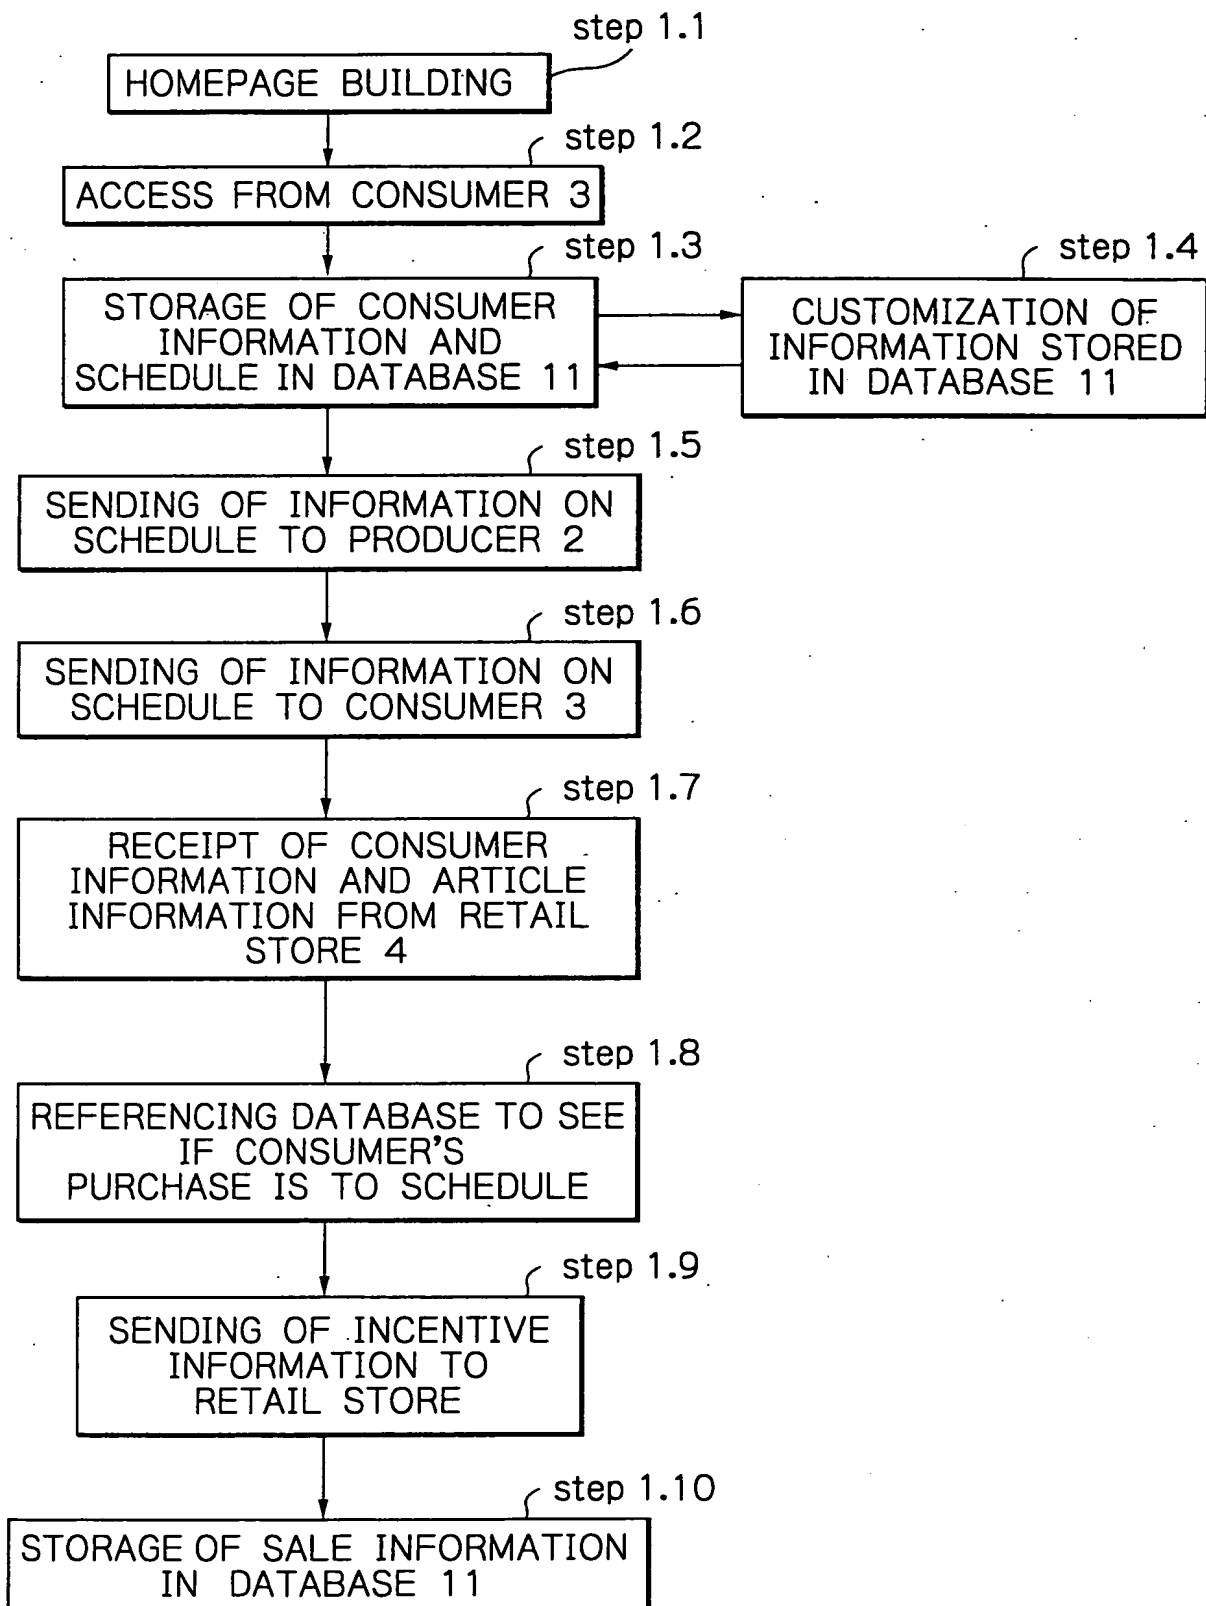 step 1.1
HOMEPAGE BUILDING
step 1.2
ACCESS FROM CONSUMER 3
step 1.3
STORAGE OF CONSUMER
INFORMATION AND
SCHEDULE IN DATABASE 11
step 1.4
CUSTOMIZATION OF
INFORMATION STORED
IN DATABASE 11
step 1.5
SENDING OF INFORMATION ON
SCHEDULE TO PRODUCER 2
step 1.6
SENDING OF INFORMATION ON
SCHEDULE TO CONSUMER 3
step 1.7
RECEIPT OF CONSUMER
INFORMATION AND ARTICLE
INFORMATION FROM RETAIL
STORE 4
step 1.8
REFERENCING DATABASE TO SEE
IF CONSUMER'S
PURCHASE IS TO SCHEDULE
step 1.9
SENDING OF INCENTIVE
INFORMATION TO
RETAIL STORE
step 1.10
STORAGE OF SALE INFORMATION
IN DATABASE 11